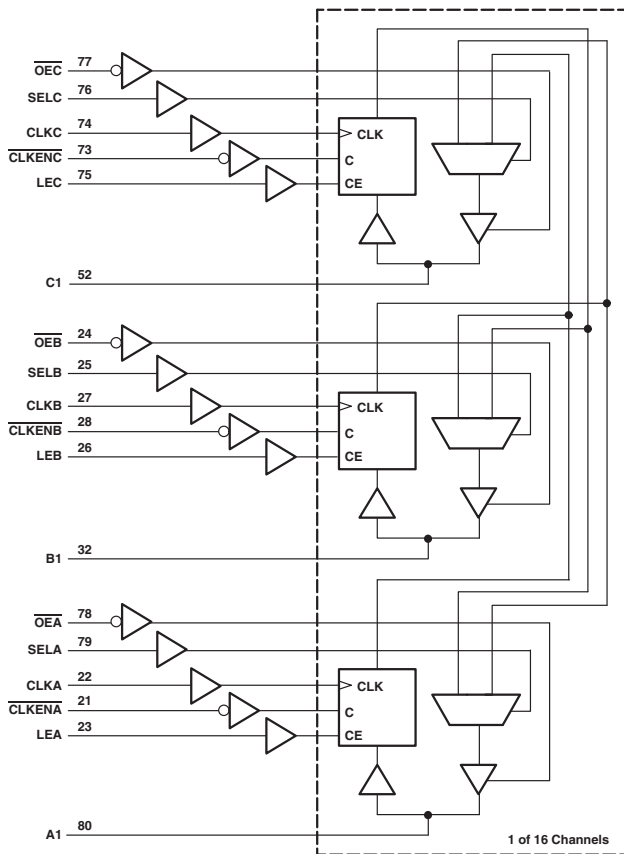 OEC 77
SELC 76
CLKC 74
CLKENC 73
LEC 75
CLK
C
CE
C1 52
OEB 24
SELB 25
CLKB 27
CLKENB 28
LEB 26
CLK
C
CE
B1 32
OEA 78
SELA 79
CLKA 22
CLKENA 21
LEA 23
CLK
C
CE
A1 80
1 of 16 Channels